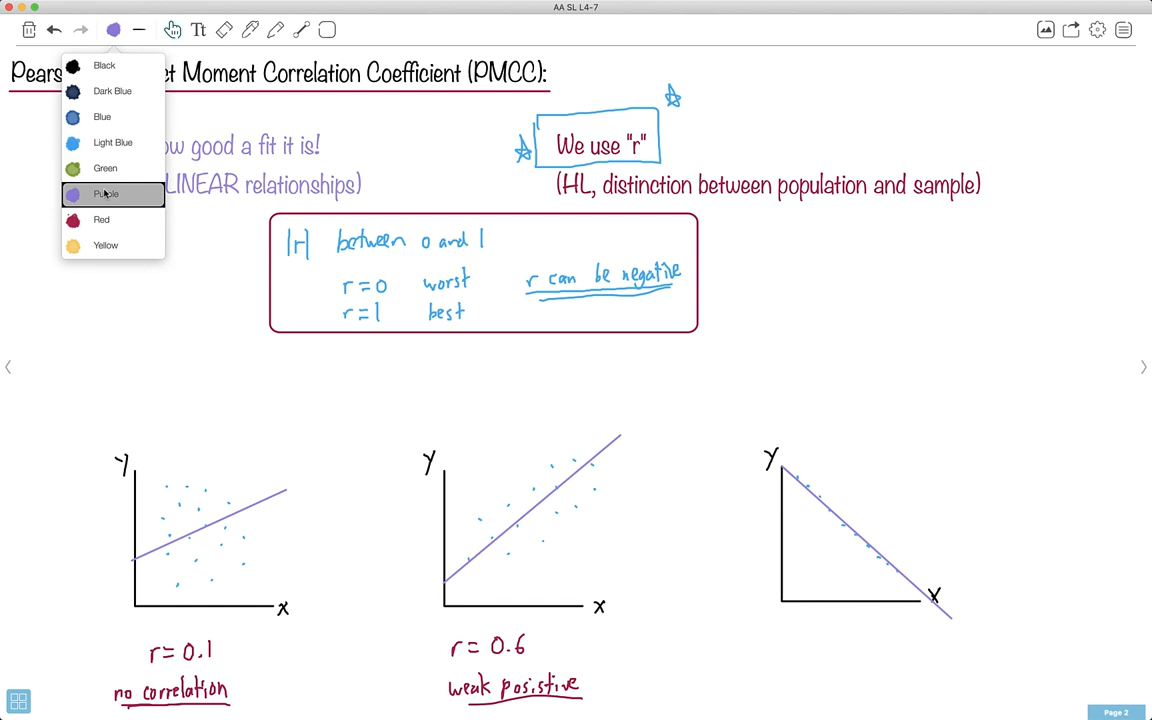 AA SL L4-7
Tt
Black
Dark Blue
Blue
Light Blue
Green
Purple
Red
Yellow
Pears et Moment Correlation Coefficient (PMCC):
ow good a fit it is!
LINEAR relationships)
We use "r"
(HL, distinction between population and sample)
|r| between 0 and 1
r=0 worst
r=1 best
r can be negative
y
x
r=0.1
no correlation
y
x
r=0.6
weak posistive
y
x
Page 2